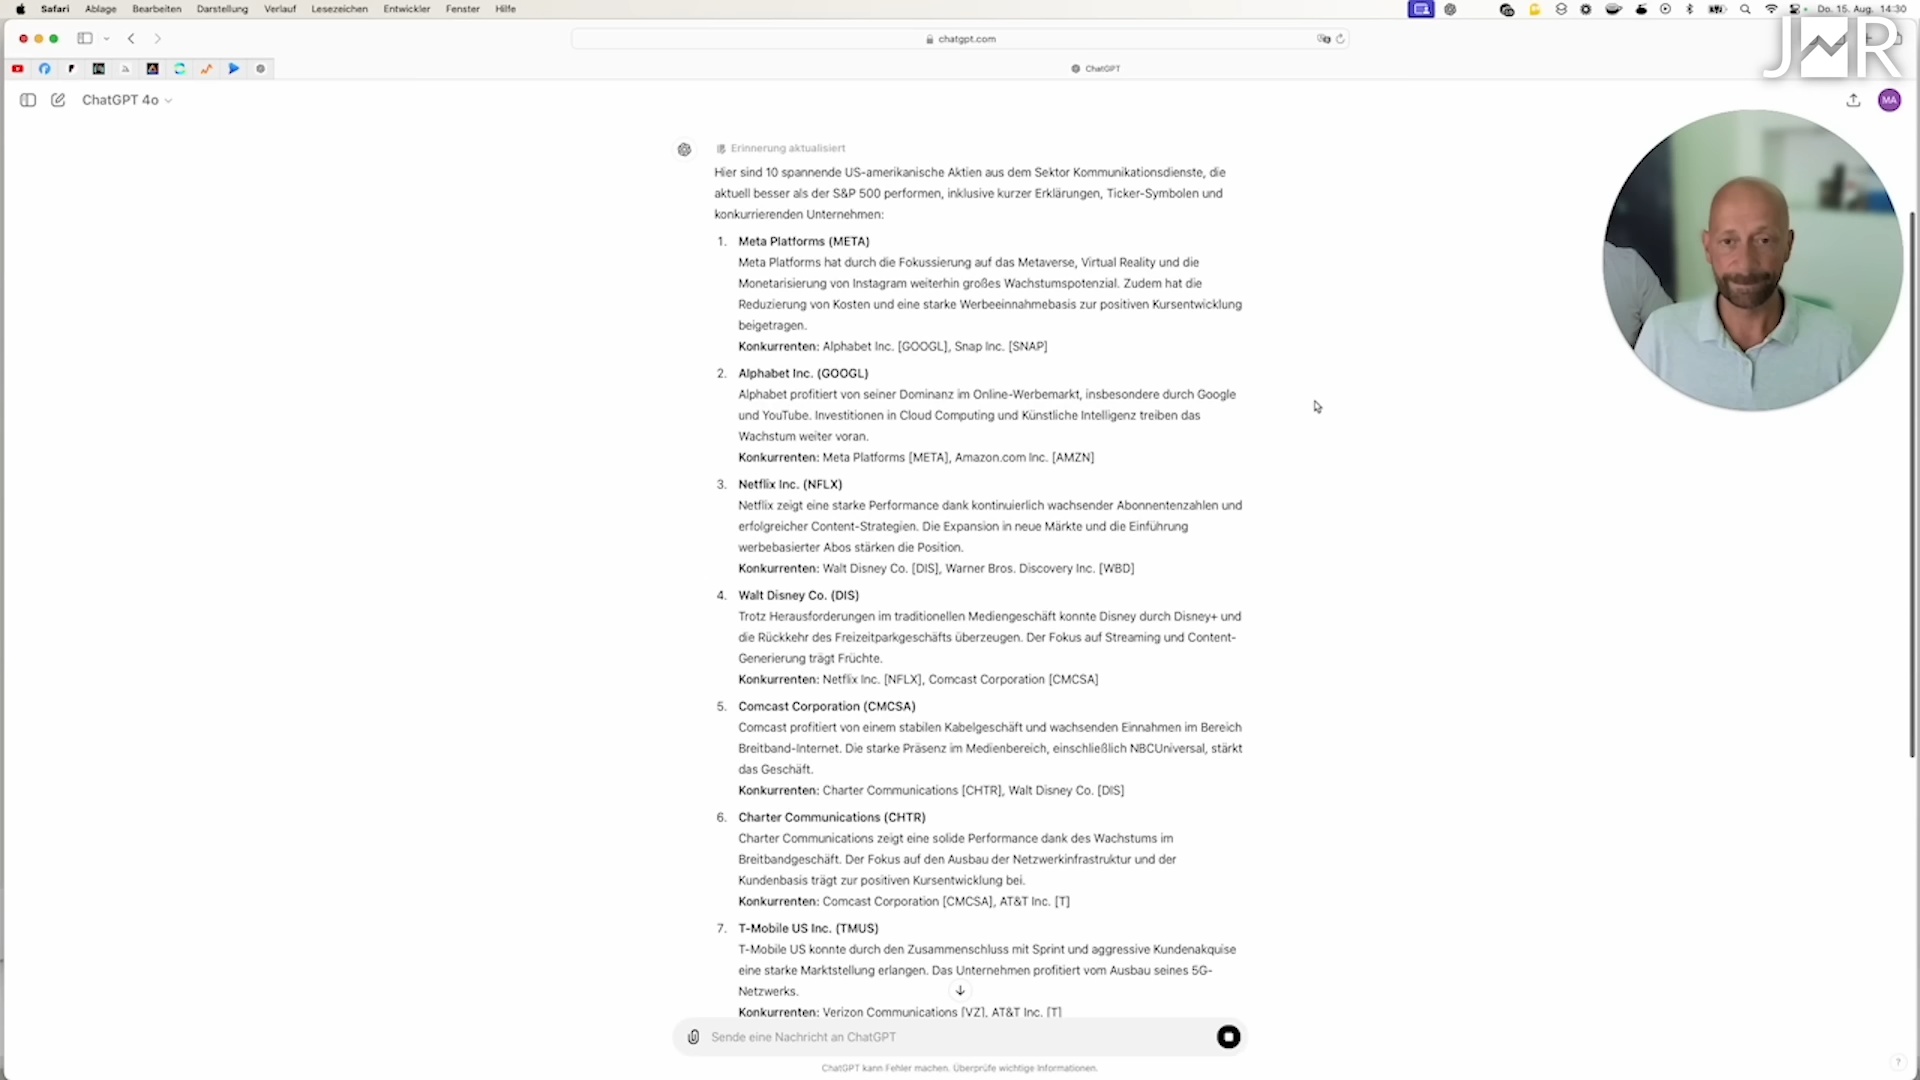 Safari Ablage Bearbeiten Darstellung Verlauf Lesezeichen Entwickler Fenster Hilfe Do. 15. Aug. 14:30
JMR
chatgpt.com
ChatGPT
ChatGPT 4o
MA
Erinnerung aktualisiert
Hier sind 10 spannende US-amerikanische Aktien aus dem Sektor Kommunikationsdienste, die
aktuell besser als der S&P 500 performen, inklusive kurzer Erklärungen, Ticker-Symbolen und
konkurrierenden Unternehmen:
1. Meta Platforms (META)
Meta Platforms hat durch die Fokussierung auf das Metaverse, Virtual Reality und die
Monetarisierung von Instagram weiterhin großes Wachstumspotenzial. Zudem hat die
Reduzierung von Kosten und eine starke Werbeeinnahmebasis zur positiven Kursentwicklung
beigetragen.
Konkurrenten: Alphabet Inc. [GOOGL], Snap Inc. [SNAP]
2. Alphabet Inc. (GOOGL)
Alphabet profitiert von seiner Dominanz im Online-Werbemarkt, insbesondere durch Google
und YouTube. Investitionen in Cloud Computing und Künstliche Intelligenz treiben das
Wachstum weiter voran.
Konkurrenten: Meta Platforms [META], Amazon.com Inc. [AMZN]
3. Netflix Inc. (NFLX)
Netflix zeigt eine starke Performance dank kontinuierlich wachsender Abonnentenzahlen und
erfolgreicher Content-Strategien. Die Expansion in neue Märkte und die Einführung
werbebasierter Abos stärken die Position.
Konkurrenten: Walt Disney Co. [DIS], Warner Bros. Discovery Inc. [WBD]
4. Walt Disney Co. (DIS)
Trotz Herausforderungen im traditionellen Mediengeschäft konnte Disney durch Disney+ und
die Rückkehr des Freizeitparkgeschäfts überzeugen. Der Fokus auf Streaming und Content-
Generierung trägt Früchte.
Konkurrenten: Netflix Inc. [NFLX], Comcast Corporation [CMCSA]
5. Comcast Corporation (CMCSA)
Comcast profitiert von einem stabilen Kabelgeschäft und wachsenden Einnahmen im Bereich
Breitband-Internet. Die starke Präsenz im Medienbereich, einschließlich NBCUniversal, stärkt
das Geschäft.
Konkurrenten: Charter Communications [CHTR], Walt Disney Co. [DIS]
6. Charter Communications (CHTR)
Charter Communications zeigt eine solide Performance dank des Wachstums im
Breitbandgeschäft. Der Fokus auf den Ausbau der Netzwerkinfrastruktur und der
Kundenbasis trägt zur positiven Kursentwicklung bei.
Konkurrenten: Comcast Corporation [CMCSA], AT&T Inc. [T]
7. T-Mobile US Inc. (TMUS)
T-Mobile US konnte durch den Zusammenschluss mit Sprint und aggressive Kundenakquise
eine starke Marktstellung erlangen. Das Unternehmen profitiert vom Ausbau seines 5G-
Netzwerks.
Konkurrenten: Verizon Communications [VZ], AT&T Inc. [T]
Sende eine Nachricht an ChatGPT
ChatGPT kann Fehler machen. Überprüfe wichtige Informationen.
?